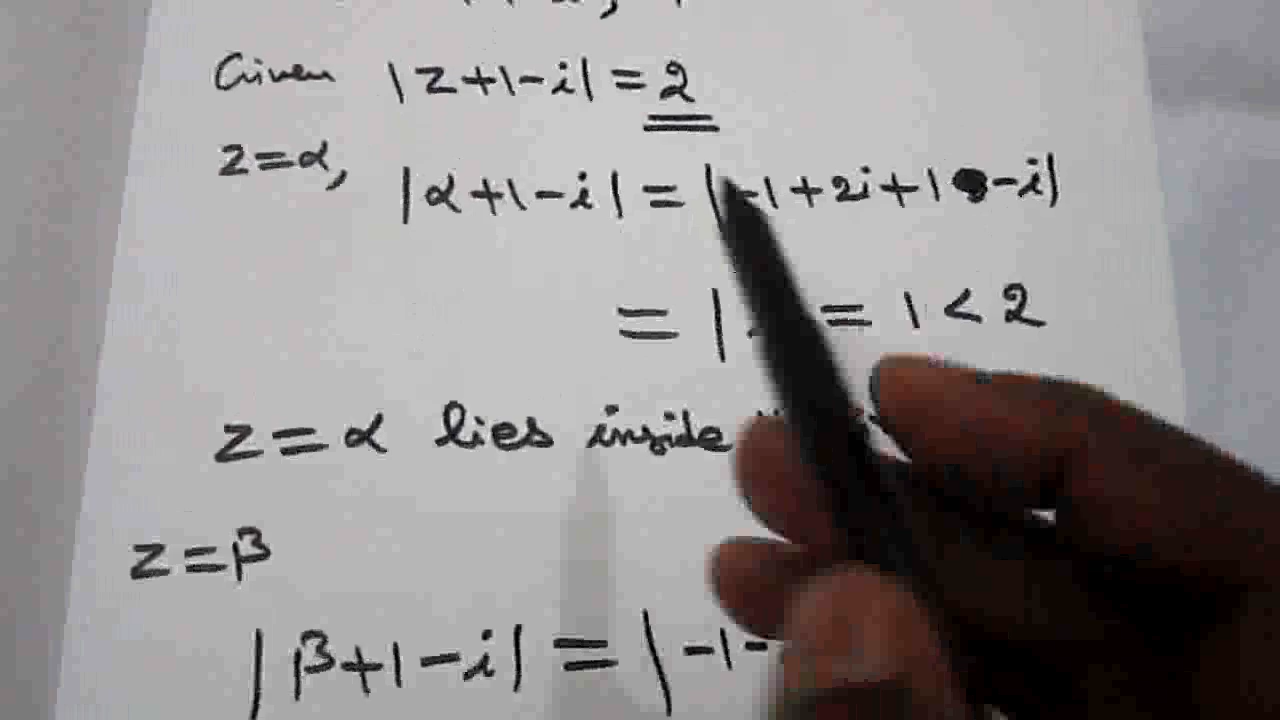 Given |z+1-i| = 2
z=α,
|α+1-i| = |-1+2i+1-i|
= | = 1 < 2
z=α lies inside
z=β
|β+1-i| = |-1-